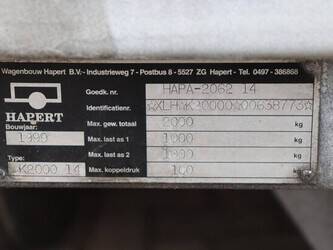 Wagenbouw Hapert B.V.- Industrieweg 7 - Postbus 8 - 5527 ZG Hapert - Tel. 0497-386868
Goedk. nr. HAPA-2062 14
Identificatienr.
HAPERT
Max. gew. totaal 2000 kg
Bouwjaar: 1999
Max. last as 1 1000 kg
Type:
Max. last as 2 kg
K2000 14
Max. koppeldruk kg